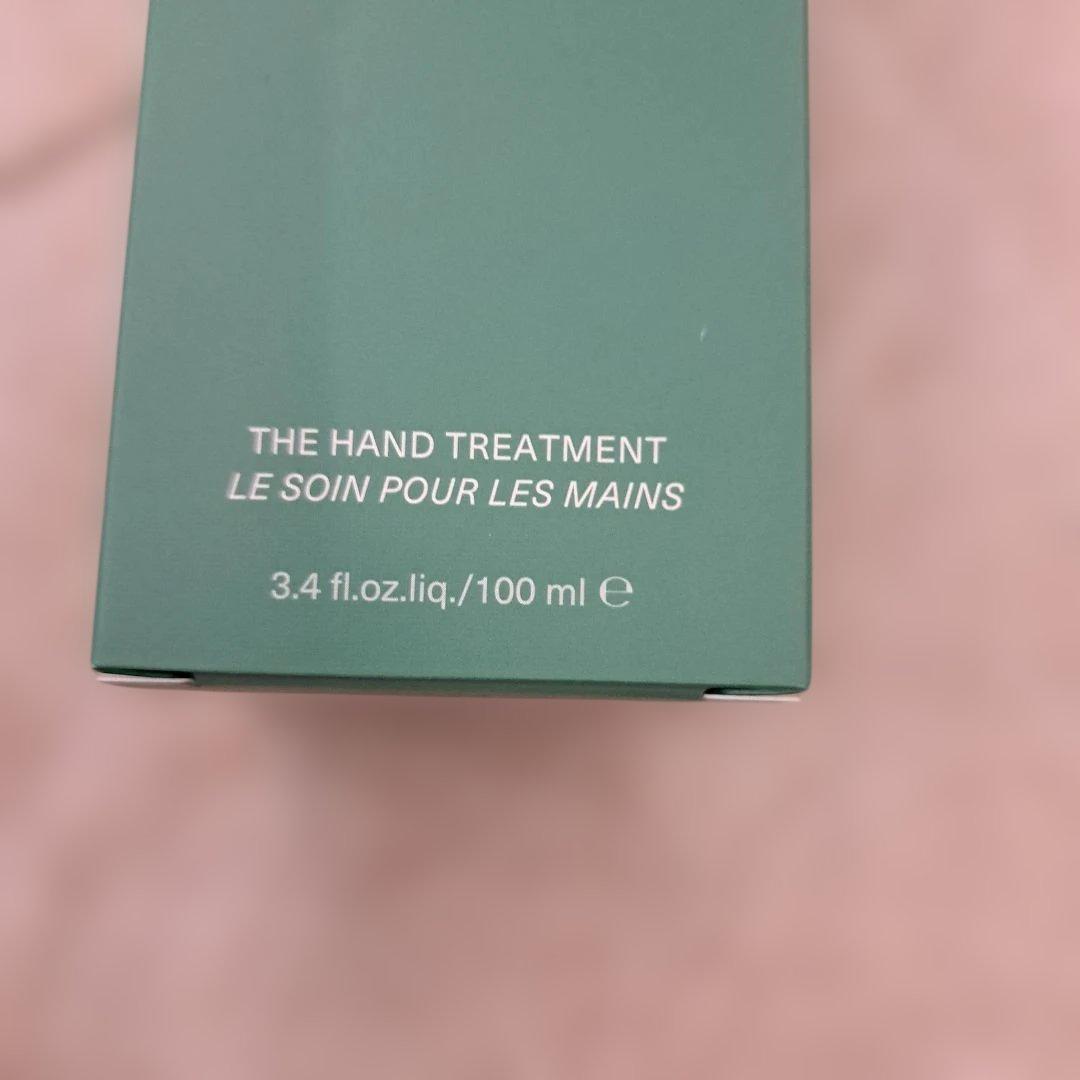 THE HAND TREATMENT
LE SOIN POUR LES MAINS
3.4 fl.oz.liq./100 ml ℮